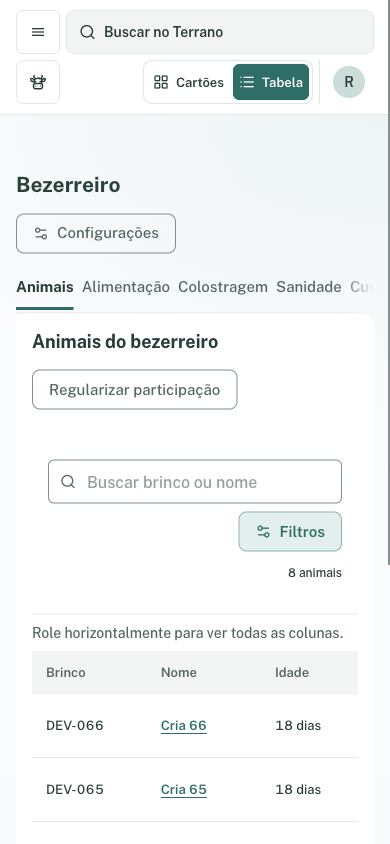 Buscar no Terrano
Cartões
Tabela
R
Bezerreiro
Configurações
Animais Alimentação Colostragem Sanidade
Animais do bezerreiro
Regularizar participação
Buscar brinco ou nome
Filtros
8 animais
Role horizontalmente para ver todas as colunas.
Brinco Nome Idade
DEV-066 Cria 66 18 dias
DEV-065 Cria 65 18 dias